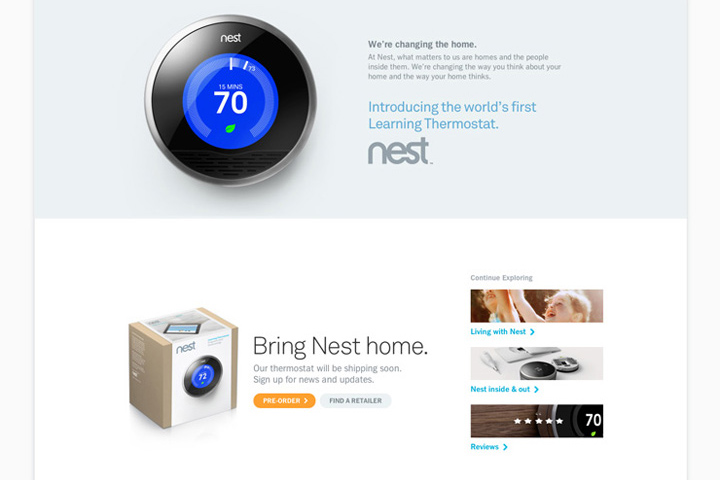 nest
75
15 MINS
70
We're changing the home.
At Nest, what matters to us are homes and the people
inside them. We're changing the way you think about your
home and the way your home thinks.
Introducing the world's first
Learning Thermostat.
nest
Continue Exploring
Living with Nest
nest
72
Bring Nest home.
Our thermostat will be shipping soon.
Sign up for news and updates.
PRE-ORDER
FIND A RETAILER
Nest inside & out
70
Reviews